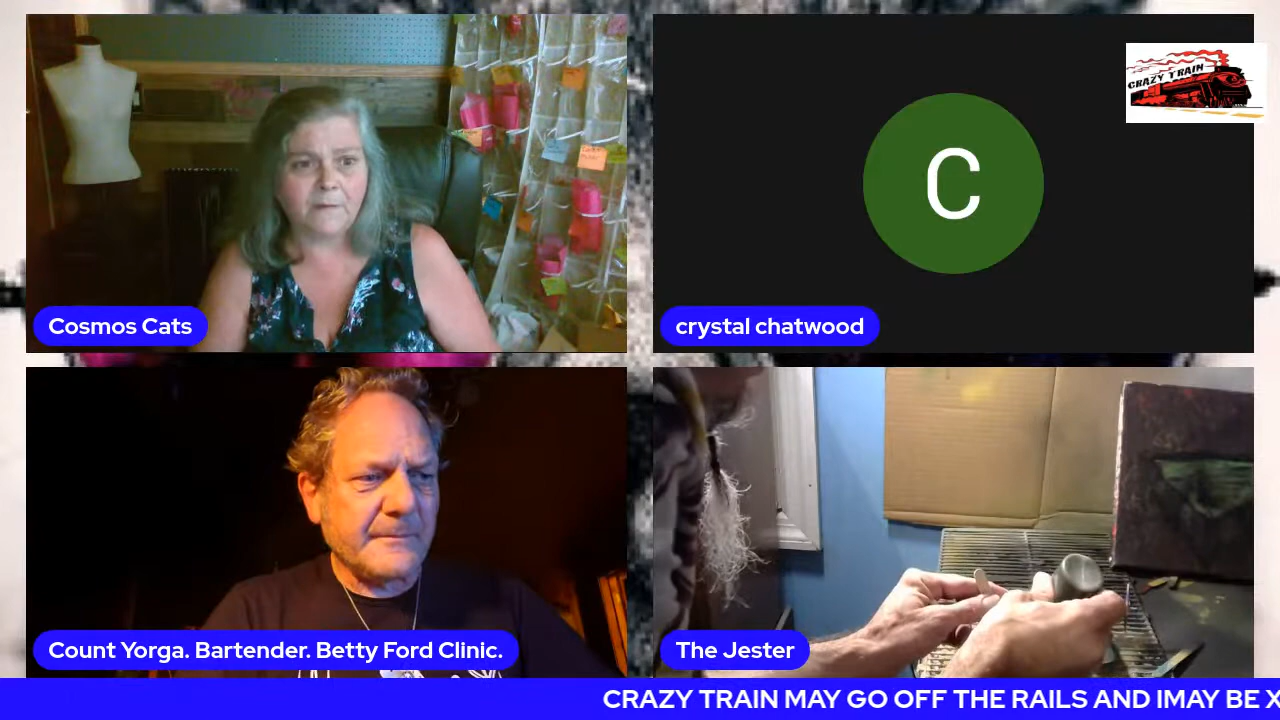 CRAZY TRAIN
C
Cosmos Cats
crystal chatwood
Count Yorga. Bartender. Betty Ford Clinic.
The Jester
CRAZY TRAIN MAY GO OFF THE RAILS AND IMAY BE X